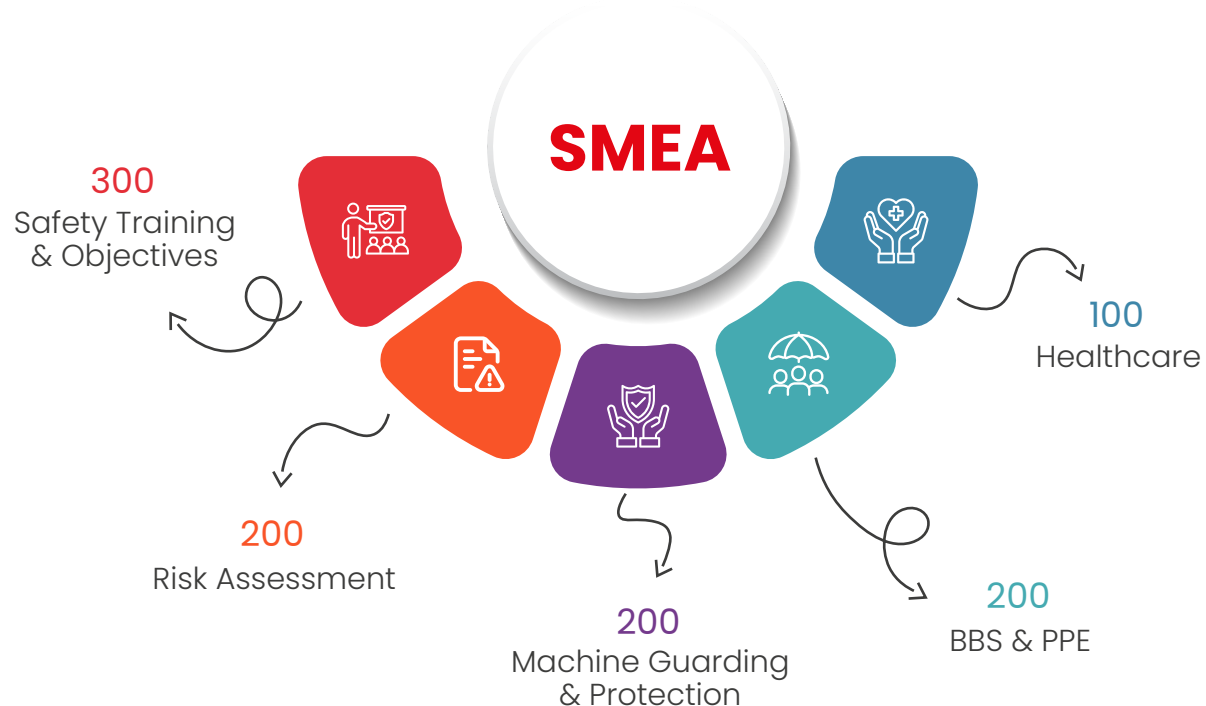 SMEA
300
Safety Training
& Objectives
200
Risk Assessment
200
Machine Guarding
& Protection
200
BBS & PPE
100
Healthcare